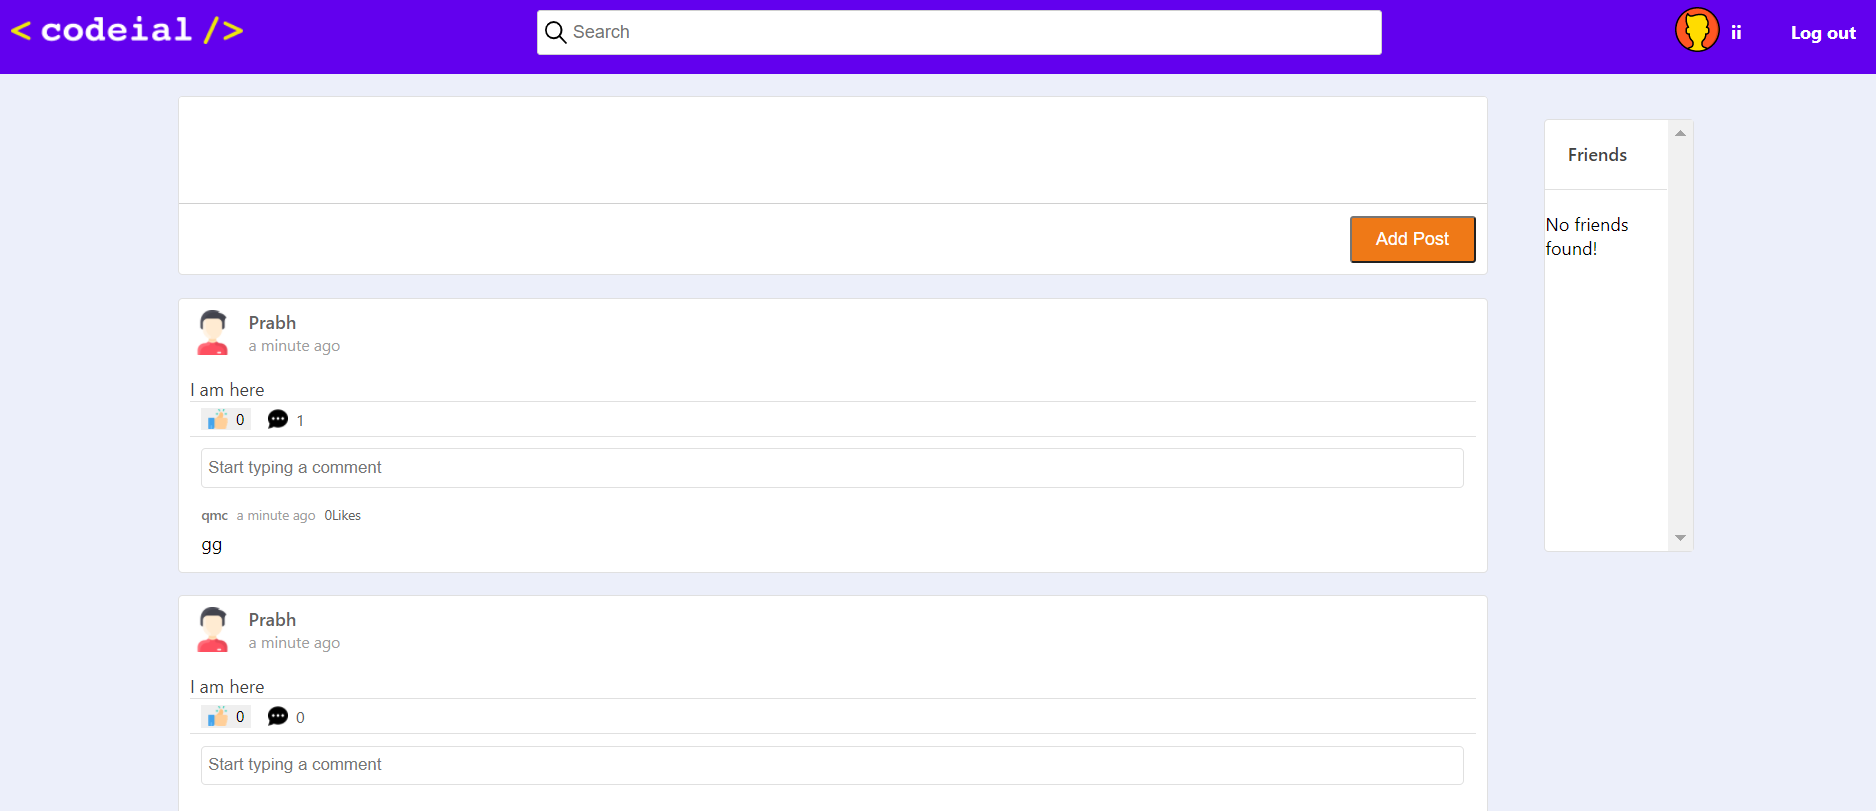 < codeial />
Search
ii
Log out
Add Post
Friends
No friends
found!
Prabh
a minute ago
I am here
0 1
Start typing a comment
qmc a minute ago 0Likes
gg
Prabh
a minute ago
I am here
0 0
Start typing a comment